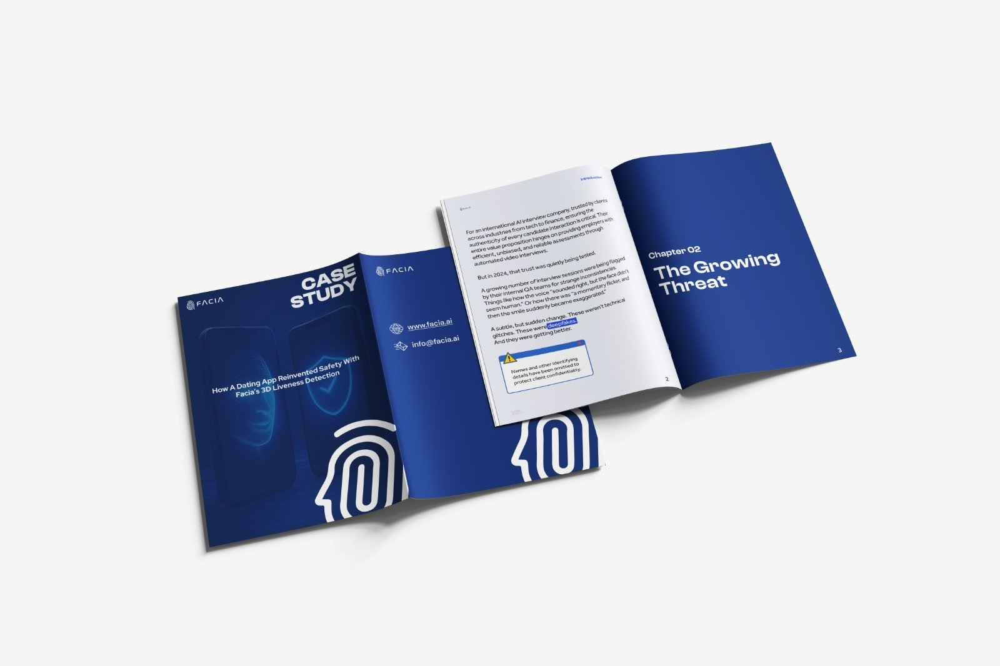 FACIA
CASE
STUDY
How A Dating App Reinvented Safety With
Facia's 3D Liveness Detection
FACIA
www.facia.ai
info@facia.ai
FACIA
Introduction
For an international AI interview company, trusted by clients
across industries from tech to finance, ensuring the
authenticity of every candidate interaction is critical. Their
entire value proposition hinges on providing employers with
efficient, unbiased, and reliable assessments through
automated video interviews.
But in 2024, that trust was quietly being tested.
A growing number of interview sessions were being flagged
by their internal QA teams for strange inconsistencies.
Things like how the voice "sounded right, but the face didn't
seem human." Or how there was "a momentary flicker, and
then the smile suddenly became exaggerated."
A subtle, but sudden change. These weren't technical
glitches. These were deepfakes.
And they were getting better.
Names and other identifying
details have been omitted to
protect client confidentiality.
2
Chapter 02
The Growing
Threat
3